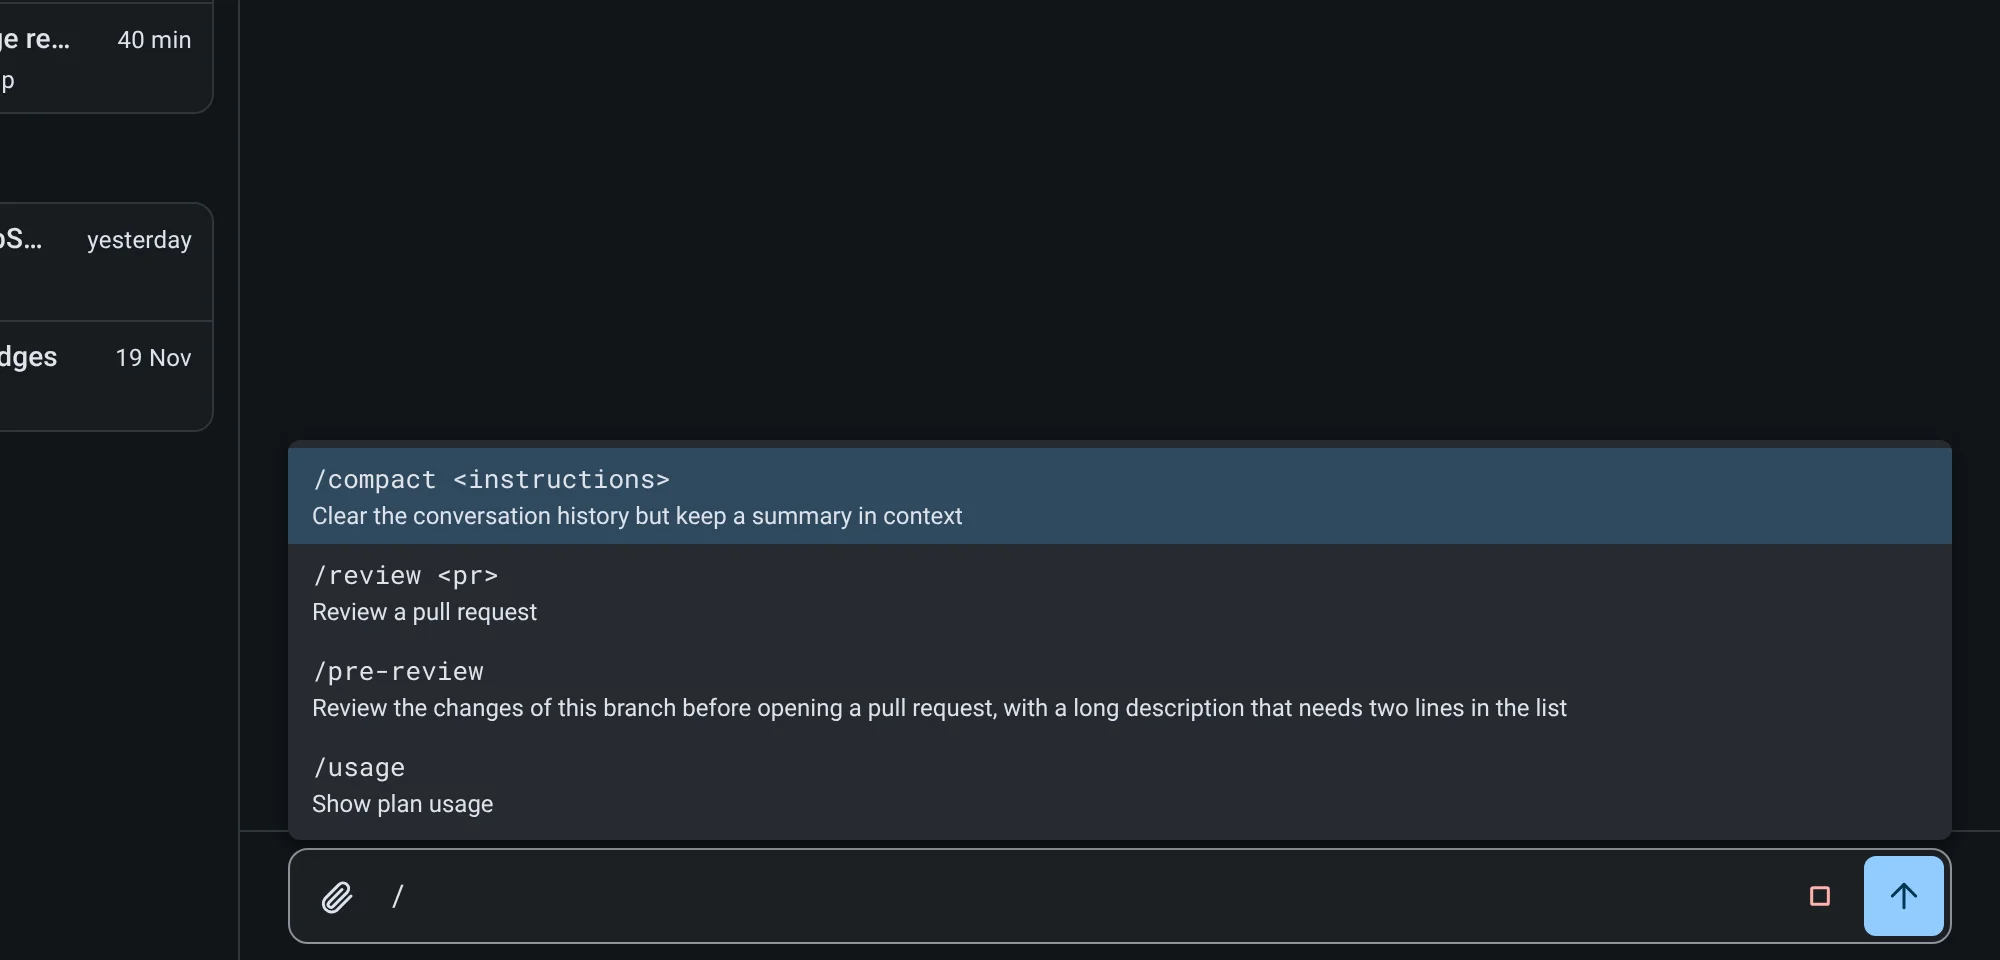 ge re... 40 min
p
pS... yesterday
dges 19 Nov
/compact <instructions>
Clear the conversation history but keep a summary in context
/review <pr>
Review a pull request
/pre-review
Review the changes of this branch before opening a pull request, with a long description that needs two lines in the list
/usage
Show plan usage
/